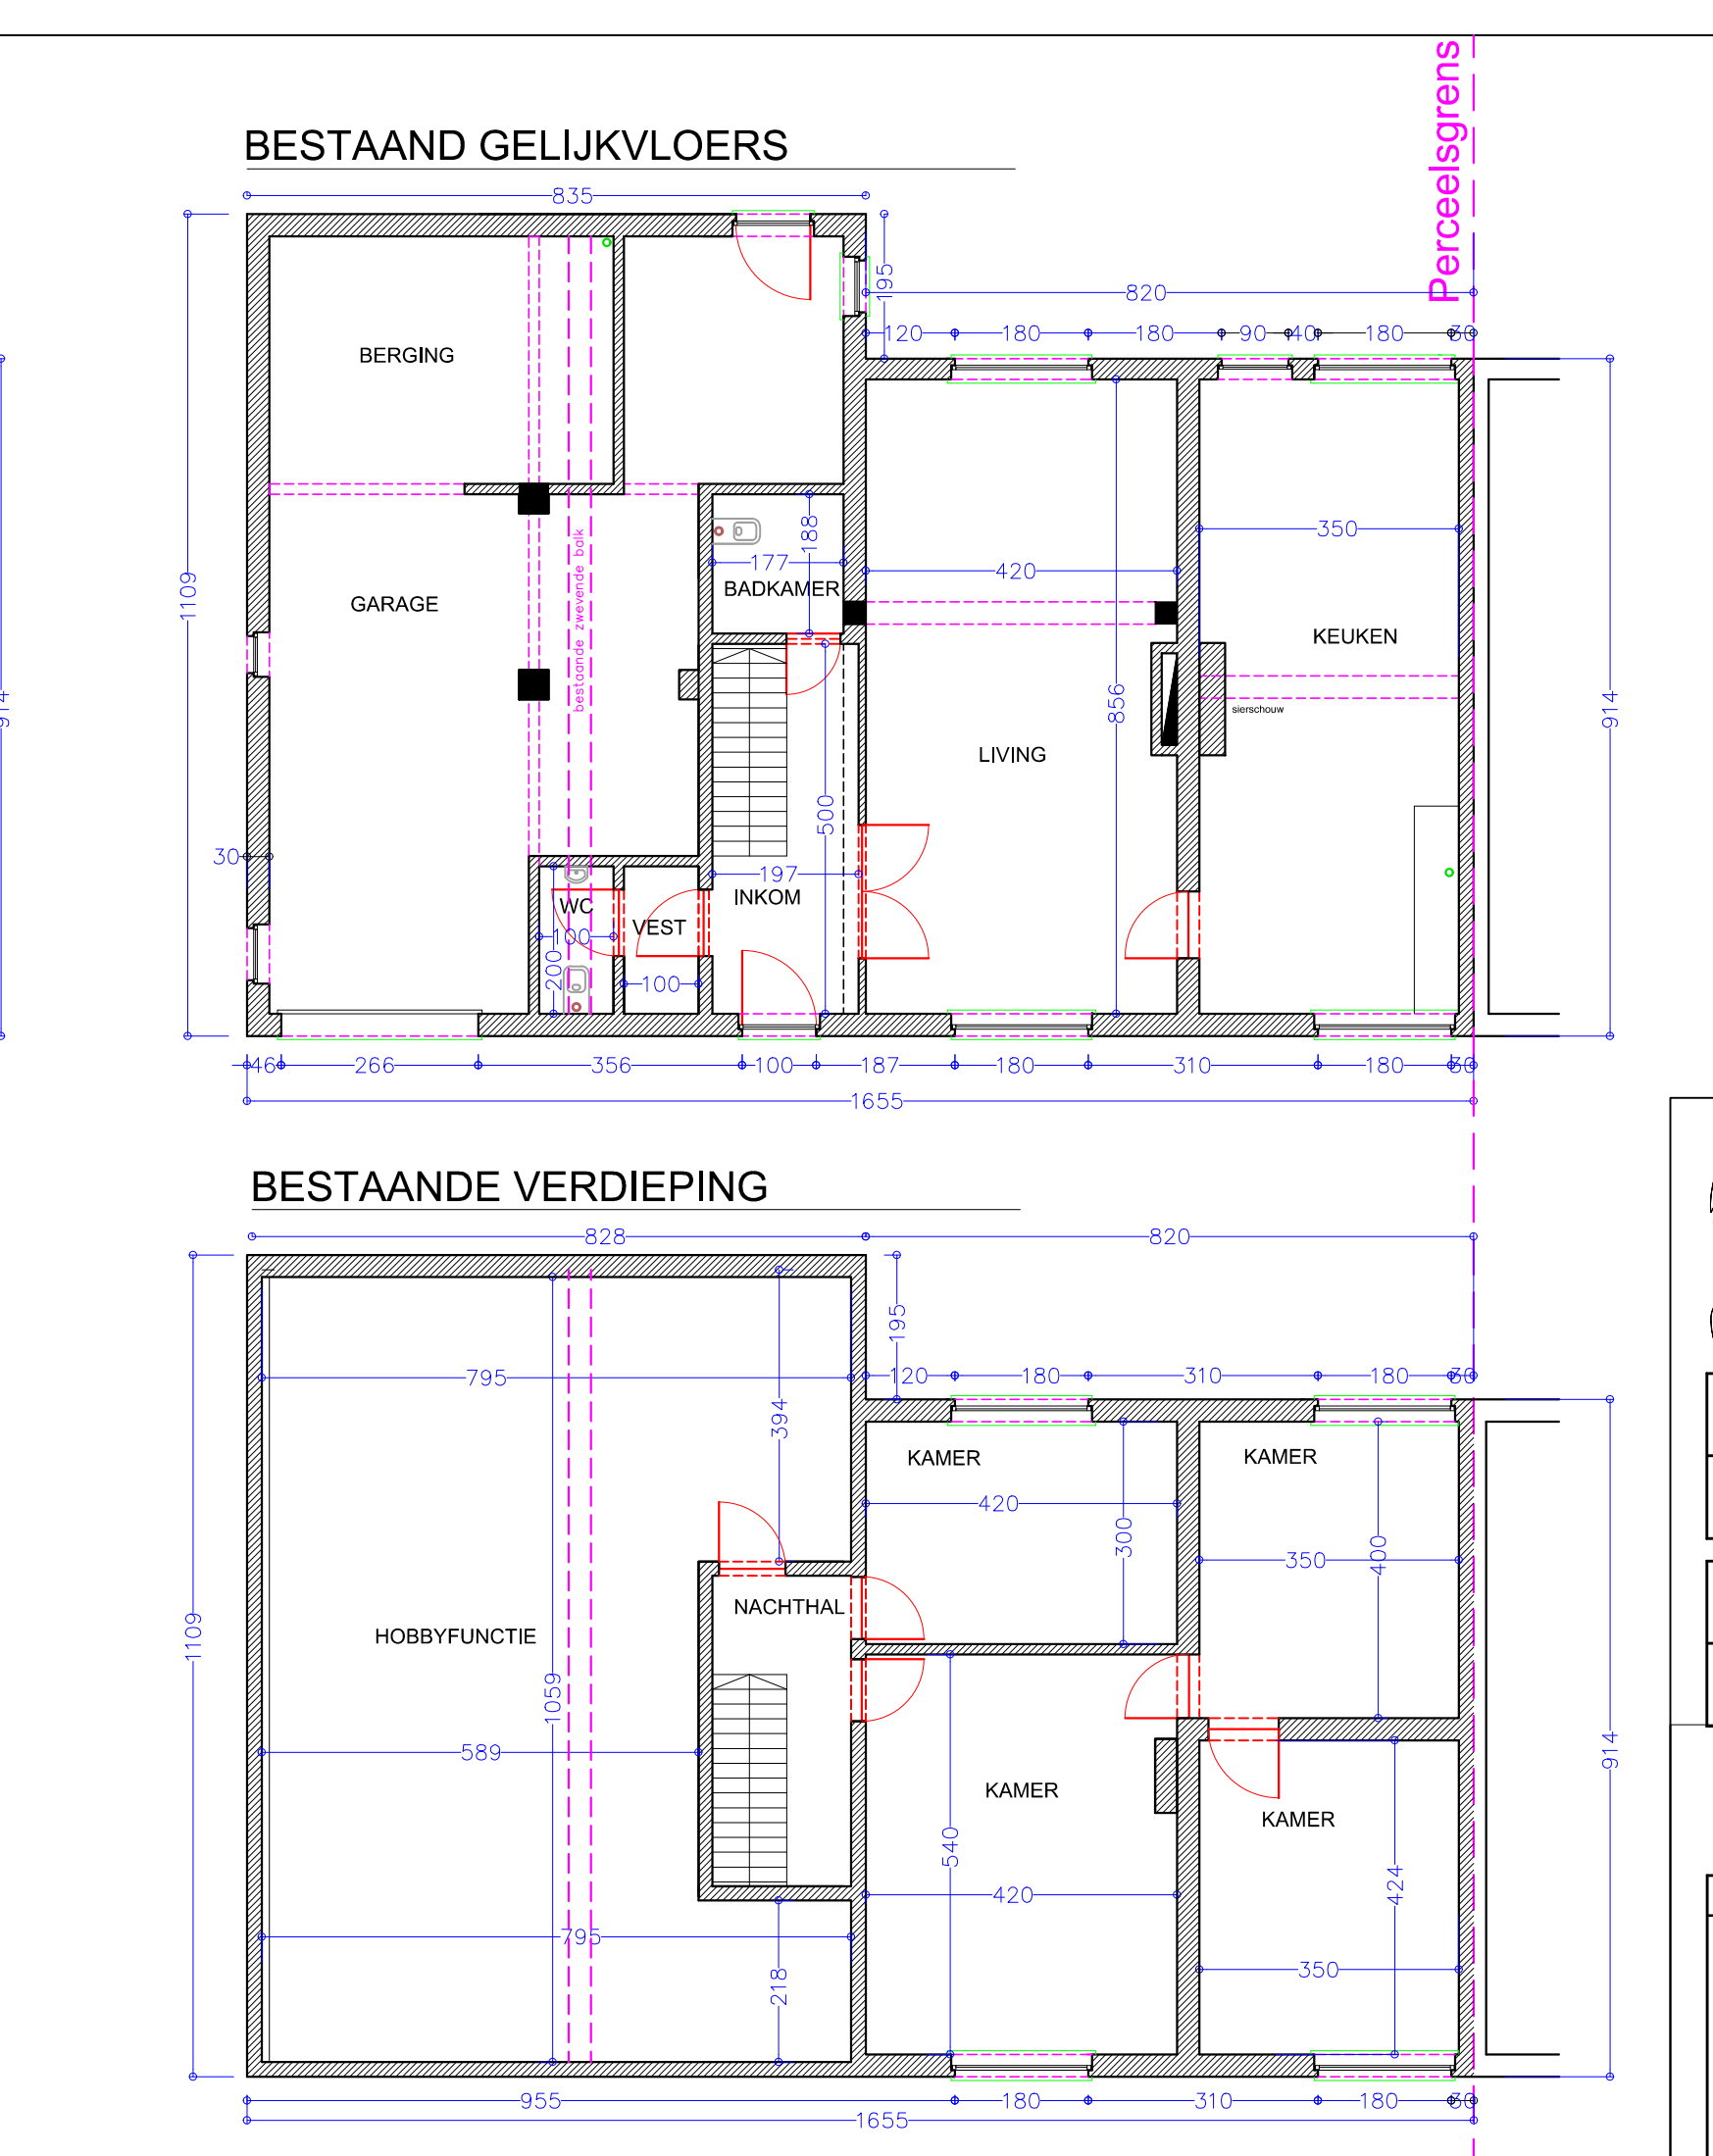 Perceelsgrens
BESTAAND GELIJKVLOERS
835
195
820
120 180 180 90 40 180 30
BERGING
1109
GARAGE
bestaande zwevende balk
188
177
BADKAMER
420
350
KEUKEN
sierschouw
856
LIVING
914
914
500
30
197
INKOM
WC
VEST
100
200
100
46 266 356 100 187 180 310 180 30
1655
BESTAANDE VERDIEPING
828 820
195
120 180 310 180 30
795
394
KAMER
KAMER
420
300
350
400
NACHTHAL
HOBBYFUNCTIE
1109
1059
589
914
KAMER
KAMER
540
424
420
795
350
218
955 180 310 180 30
1655